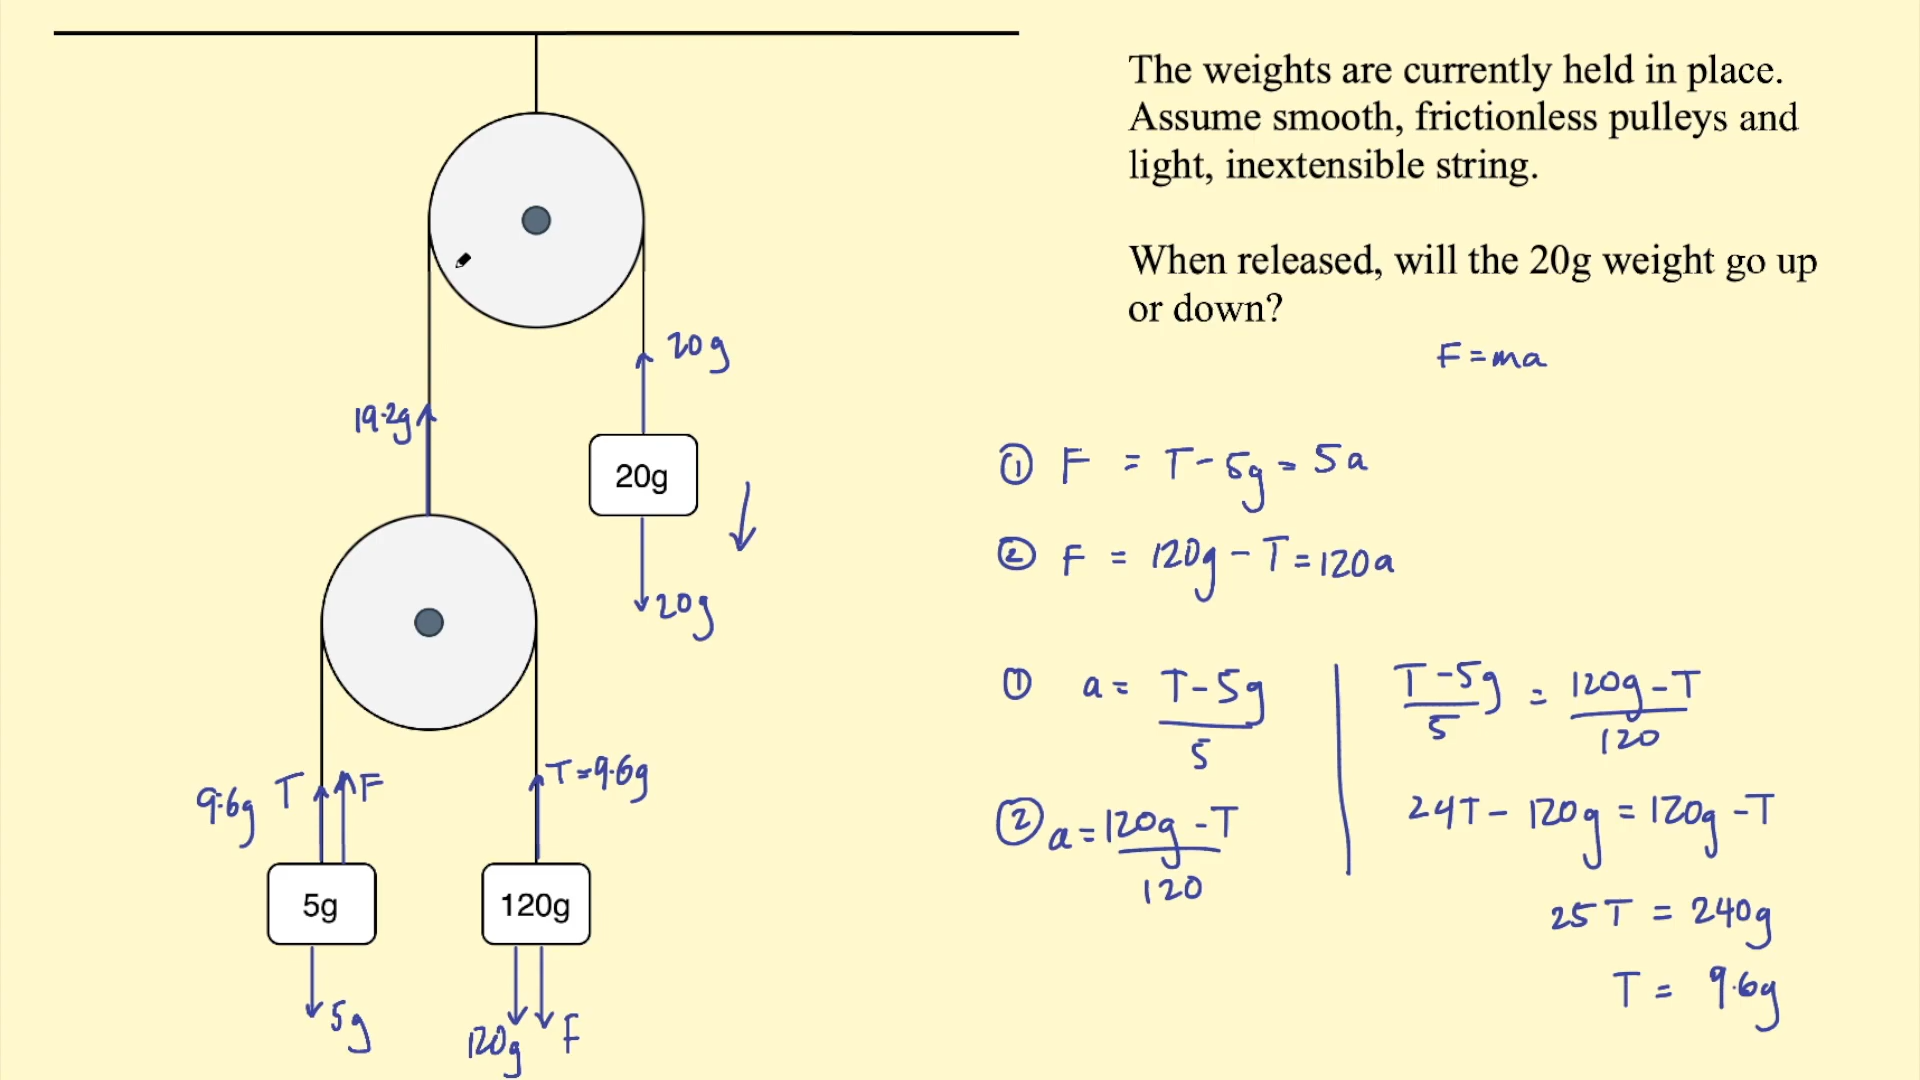 The weights are currently held in place.
Assume smooth, frictionless pulleys and
light, inextensible string.
When released, will the 20g weight go up
or down?
F = ma
① F = T - 5g = 5a
② F = 120g - T = 120a
① a = T - 5g
5
② a = 120g - T
120
T - 5g = 120g - T
5 120
24T - 120g = 120g - T
25T = 240g
T = 9.6g
20g
19.2g
20g
20g
9.6g T F
T = 9.6g
5g
120g
5g
120g F